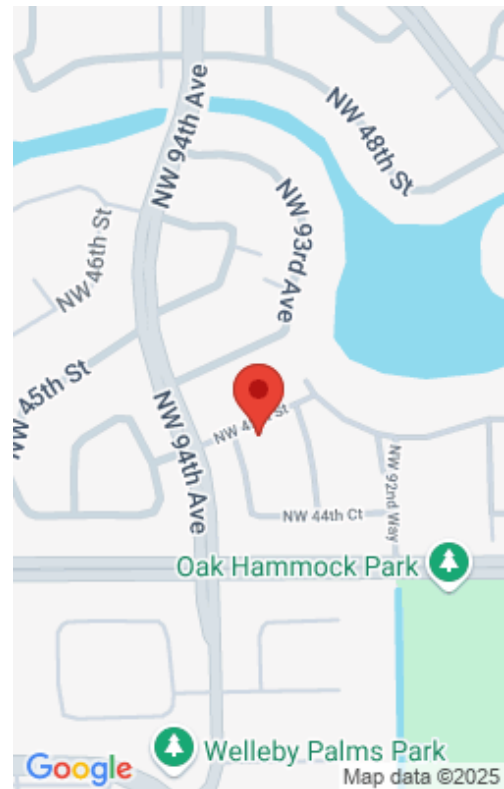 NW 94th Ave
NW 48th St
NW 93rd Ave
NW 46th St
NW 45th St
St
NW 94th Ave
NW 44th Ct
NW 92nd Way
Oak Hammock Park
Welleby Palms Park
Google
Map data ©2025